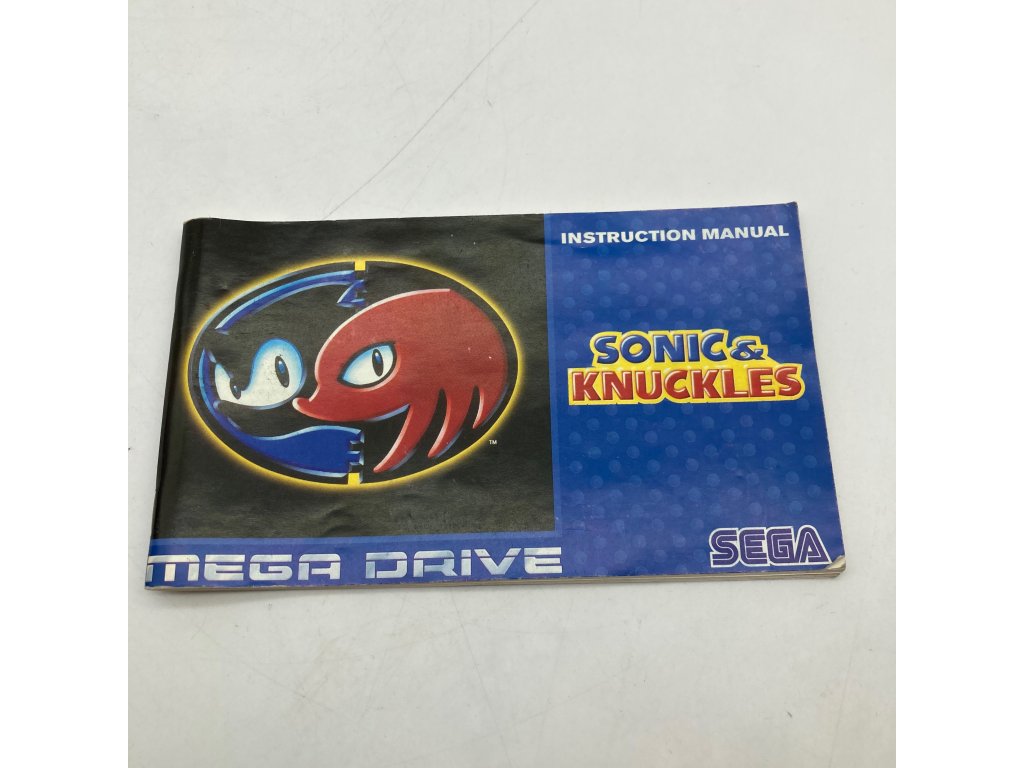 INSTRUCTION MANUAL
SONIC &
KNUCKLES
TM
MEGA DRIVE
SEGA